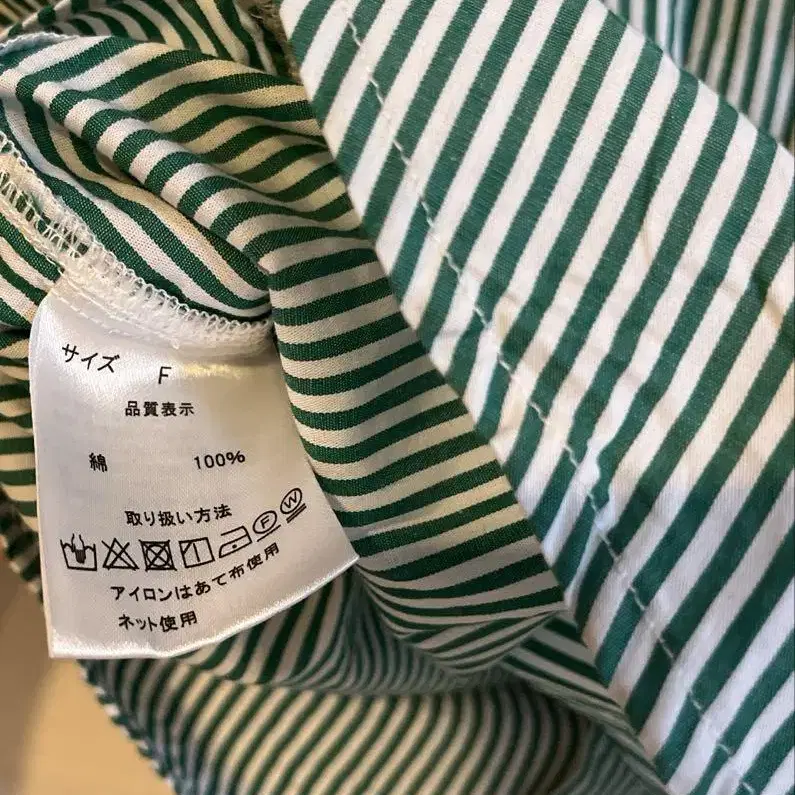 サイズ F
品質表示
綿 100%
取り扱い方法
F W
アイロンはあて布使用
ネット使用